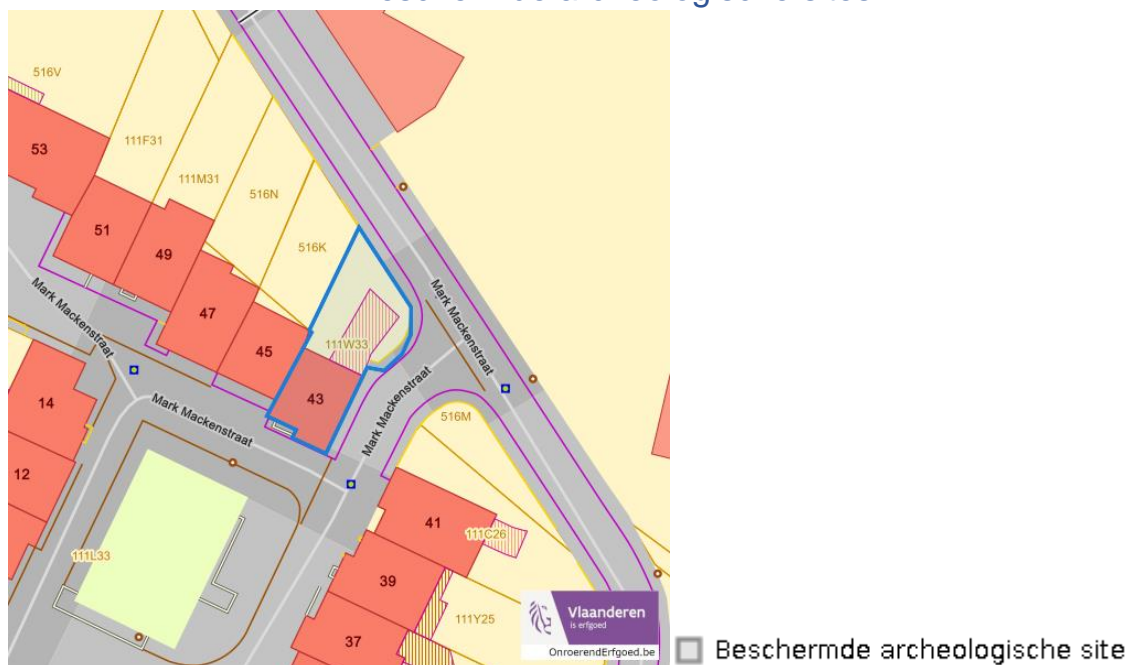 516V
53
111F31
111M31
516N
51
49
516K
Mark Mackenstraat
Mark Mackenstraat
47
111W33
45
14
43
Mark Mackenstraat
Mark Mackenstraat
516M
12
41
111C26
111L33
39
111Y25
37
Vlaanderen
is erfgoed
OnroerendErfgoed.be
Beschermde archeologische site